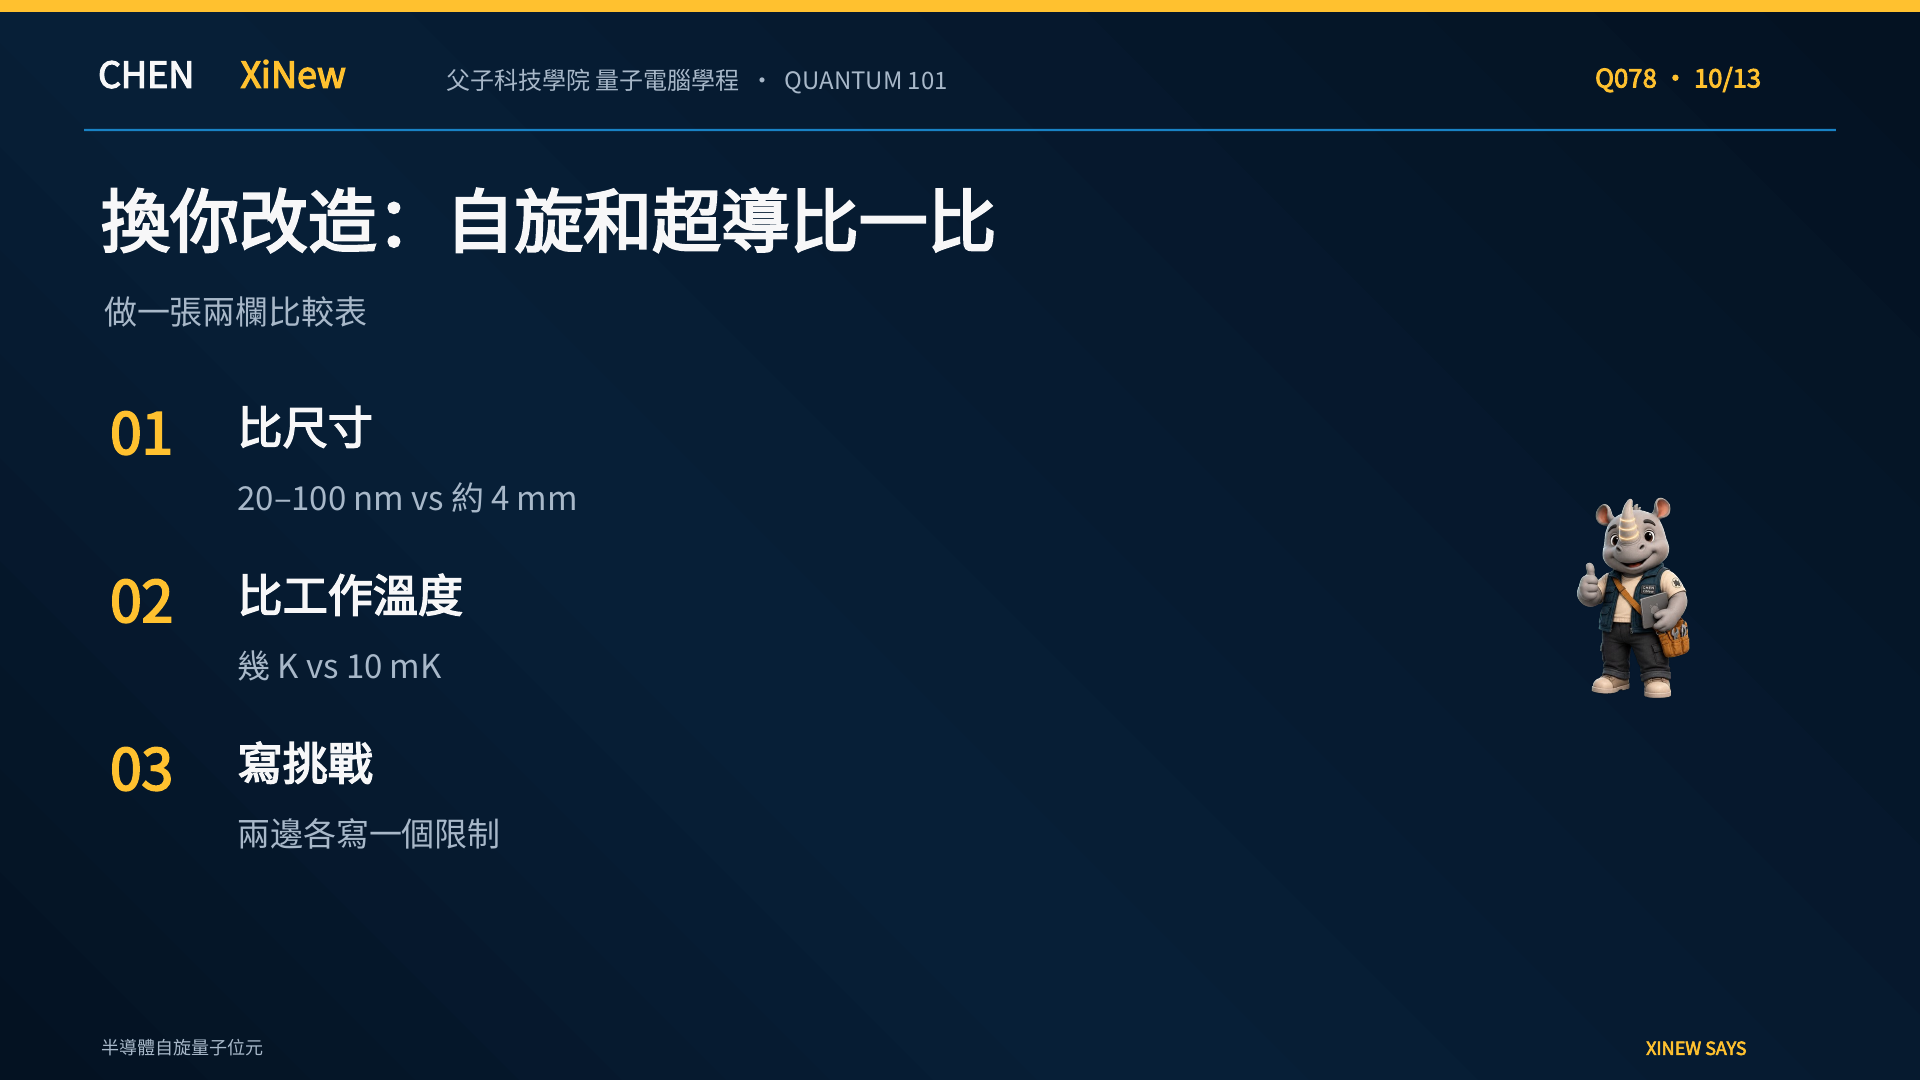 CHEN XiNew 父子科技學院 量子電腦學程 · QUANTUM 101 Q078 · 10/13
換你改造：自旋和超導比一比
做一張兩欄比較表
01 比尺寸
20–100 nm vs 約 4 mm
02 比工作溫度
幾 K vs 10 mK
03 寫挑戰
兩邊各寫一個限制
半導體自旋量子位元 XINEW SAYS